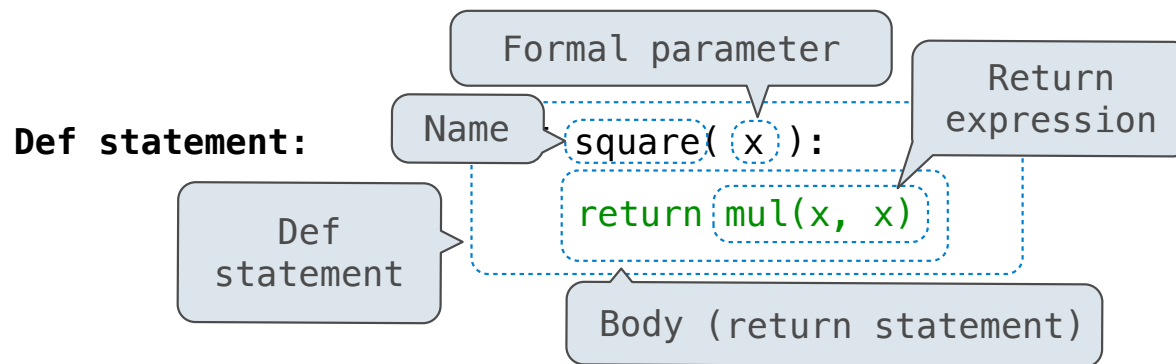 Formal parameter
Return
expression
Name
Def statement:
square( x ):
return mul(x, x)
Def
statement
Body (return statement)